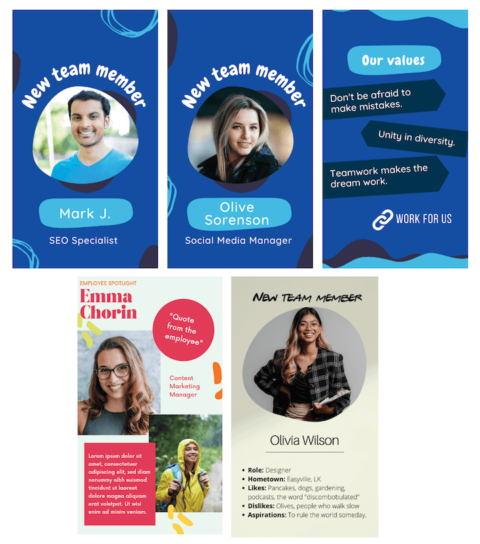 New team member
Mark J.
SEO Specialist
New team member
Olive
Sorenson
Social Media Manager
Our values
Don't be afraid to
make mistakes.
Unity in diversity.
Teamwork makes the
dream work.
WORK FOR US
EMPLOYEE SPOTLIGHT
Emma
Chorin
"Quote
from the
employee"
Content
Marketing
Manager
Lorem ipsum dolor sit
amet, consectetuer
adipiscing elit, sed diam
nonummy nibh euismod
tincidunt ut laoreet
dolore magna aliquam
erat volutpat. Ut wisi
enim ad minim veniam.
NEW TEAM MEMBER
Olivia Wilson
• Role: Designer
• Hometown: Easyville, LK
• Likes: Pancakes, dogs, gardening,
podcasts, the word "discombobulated"
• Dislikes: Olives, people who walk slow
• Aspirations: To rule the world someday.